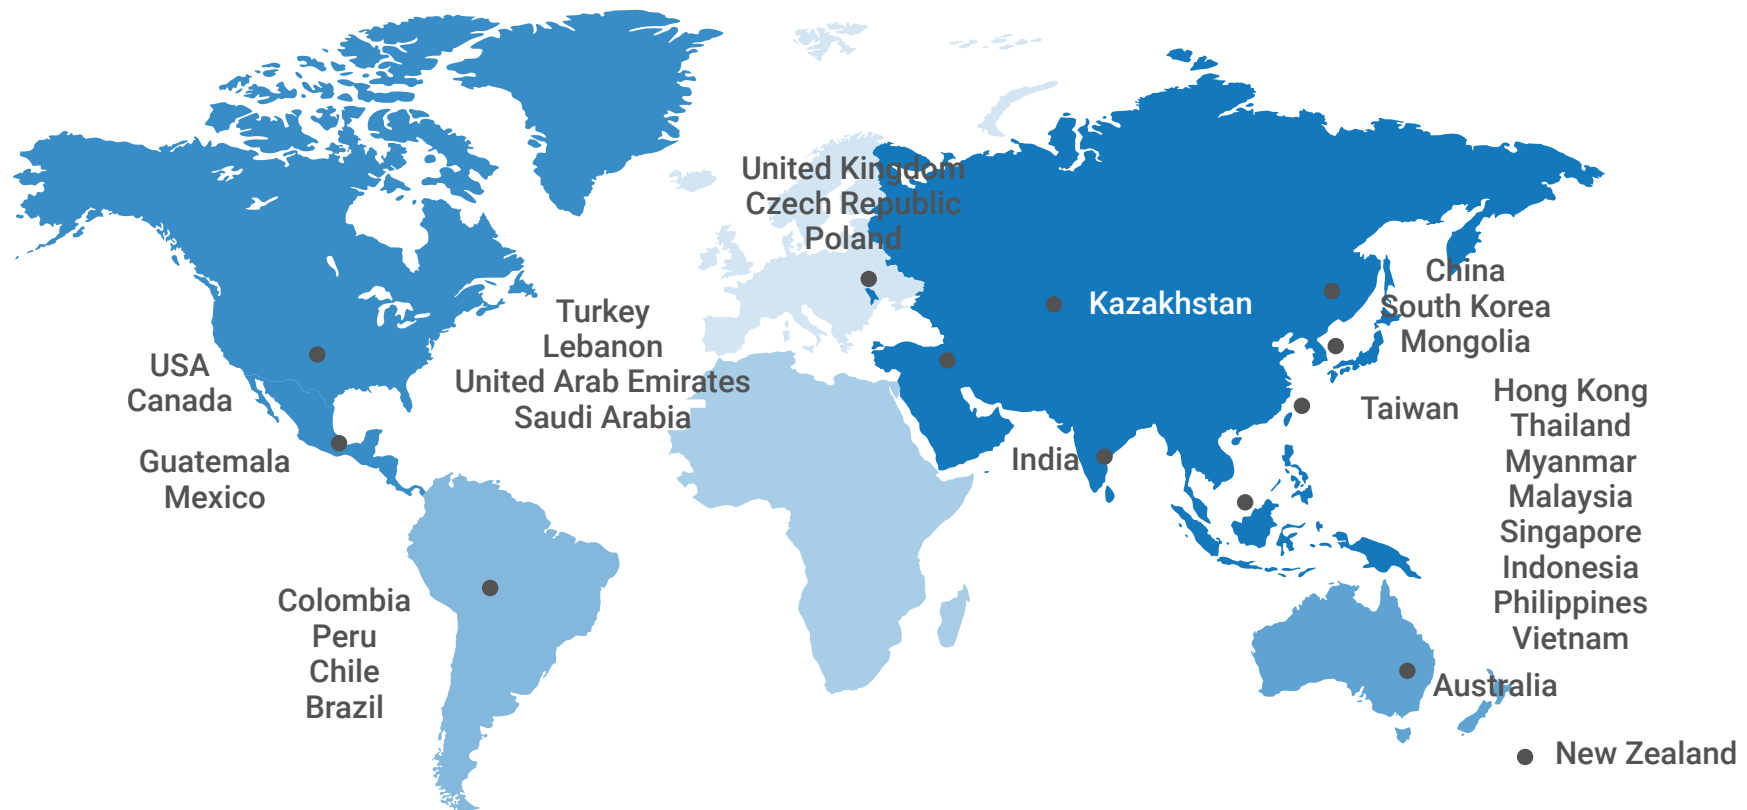 United Kingdom
Czech Republic
Poland
Turkey
Lebanon
United Arab Emirates
Saudi Arabia
USA
Canada
Guatemala
Mexico
Colombia
Peru
Chile
Brazil
Kazakhstan
China
South Korea
Mongolia
Taiwan
India
Hong Kong
Thailand
Myanmar
Malaysia
Singapore
Indonesia
Philippines
Vietnam
Australia
New Zealand